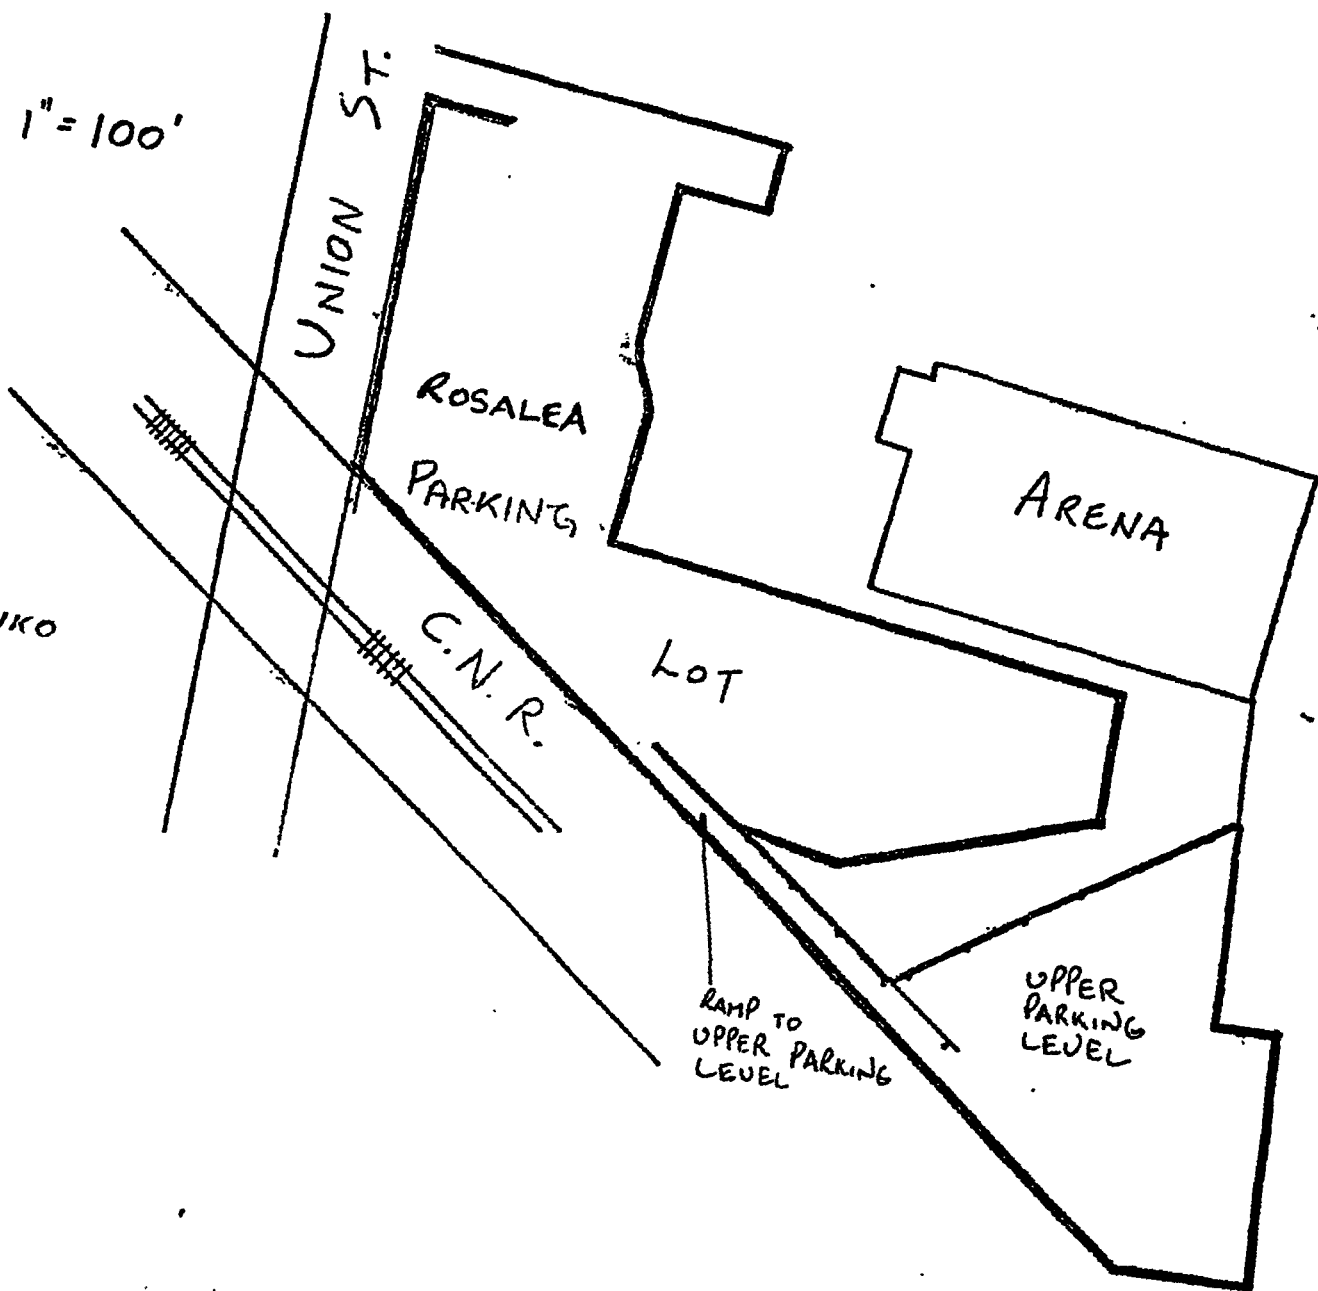 1"=100'
UNION ST.
ROSALEA
PARKING
LOT
ARENA
C.N.R.
RAMP TO
UPPER PARKING
LEVEL
UPPER
PARKING
LEVEL